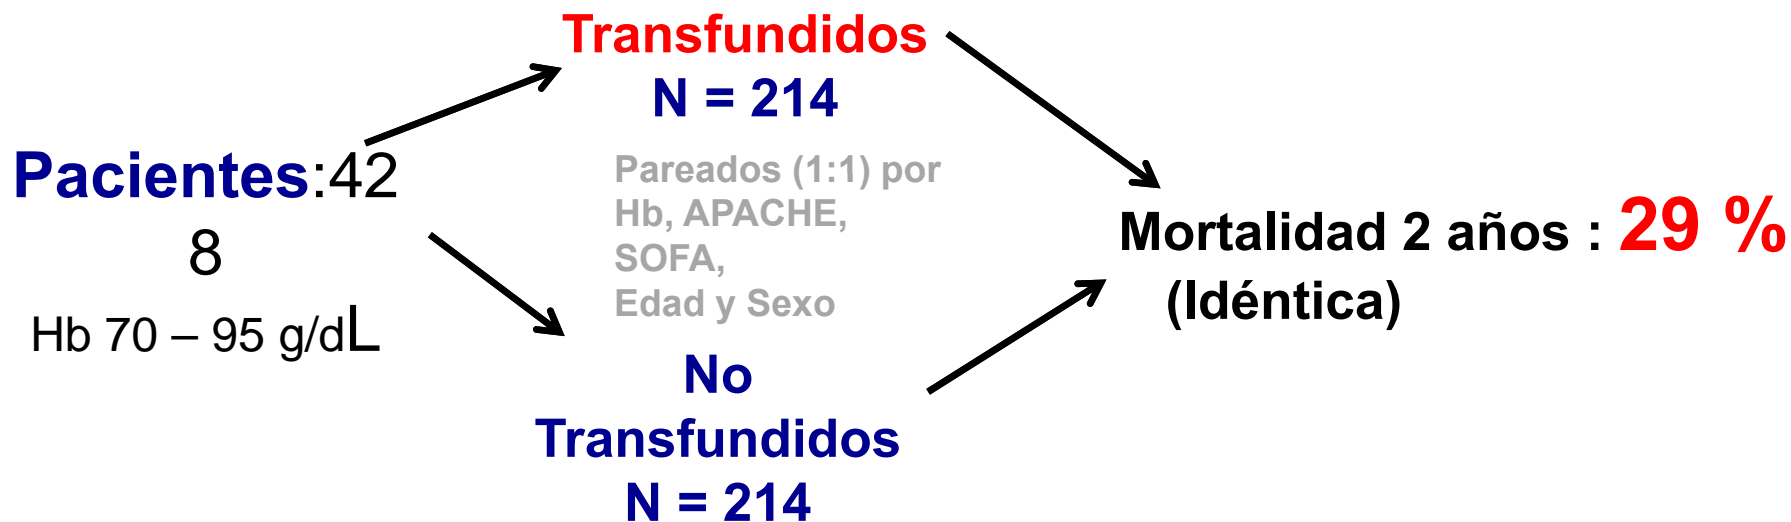 Pacientes:42
8
Hb 70 – 95 g/dL
Transfundidos
N = 214
Pareados (1:1) por
Hb, APACHE,
SOFA,
Edad y Sexo
No
Transfundidos
N = 214
Mortalidad 2 años : 29 %
(Idéntica)